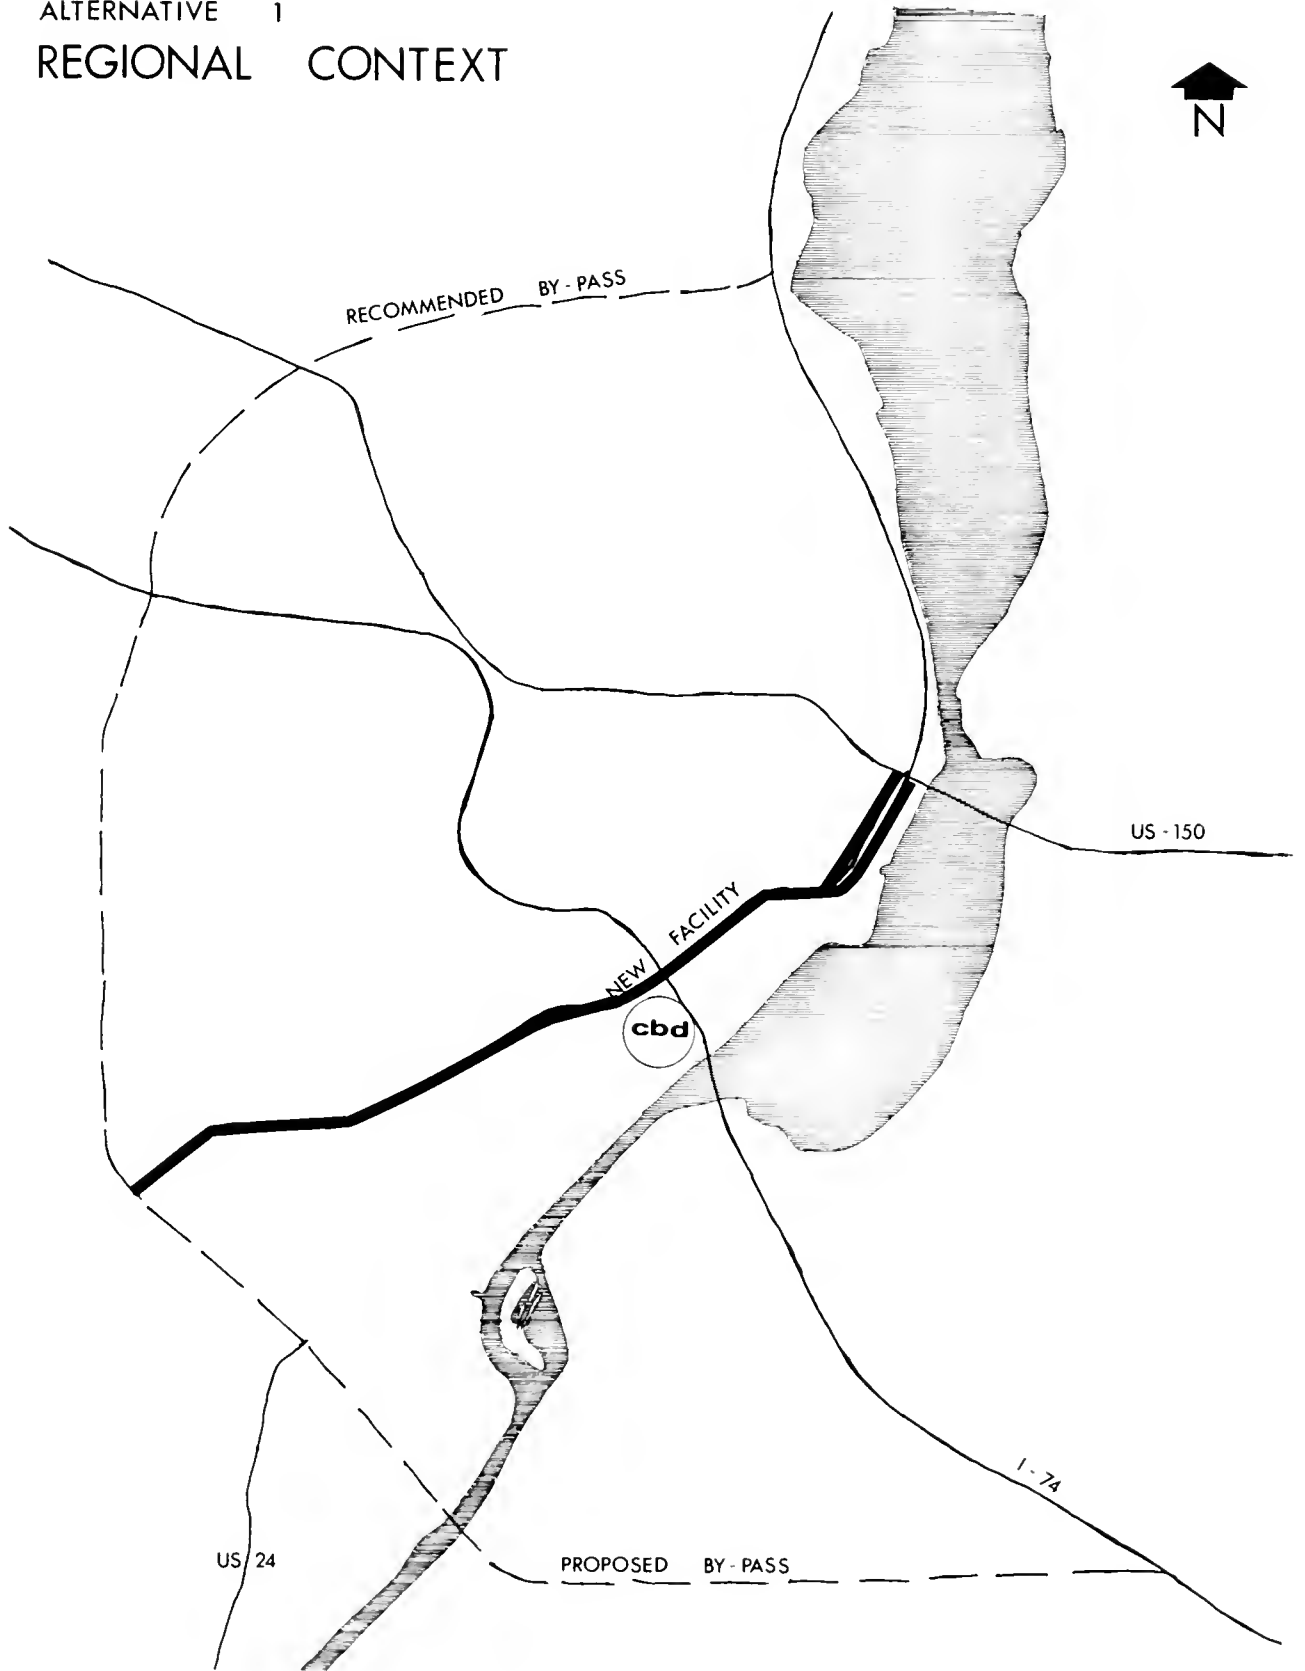 ALTERNATIVE 1
REGIONAL CONTEXT
N
RECOMMENDED BY-PASS
US-150
NEW FACILITY
cbd
I-74
US 24
PROPOSED BY-PASS